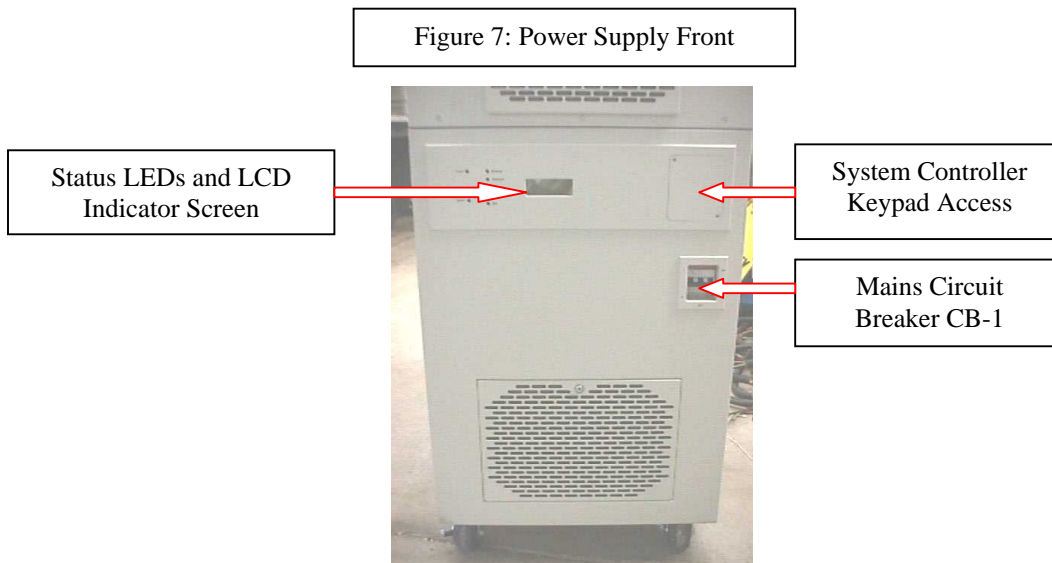 Figure 7: Power Supply Front
Status LEDs and LCD
Indicator Screen
System Controller
Keypad Access
Mains Circuit
Breaker CB-1